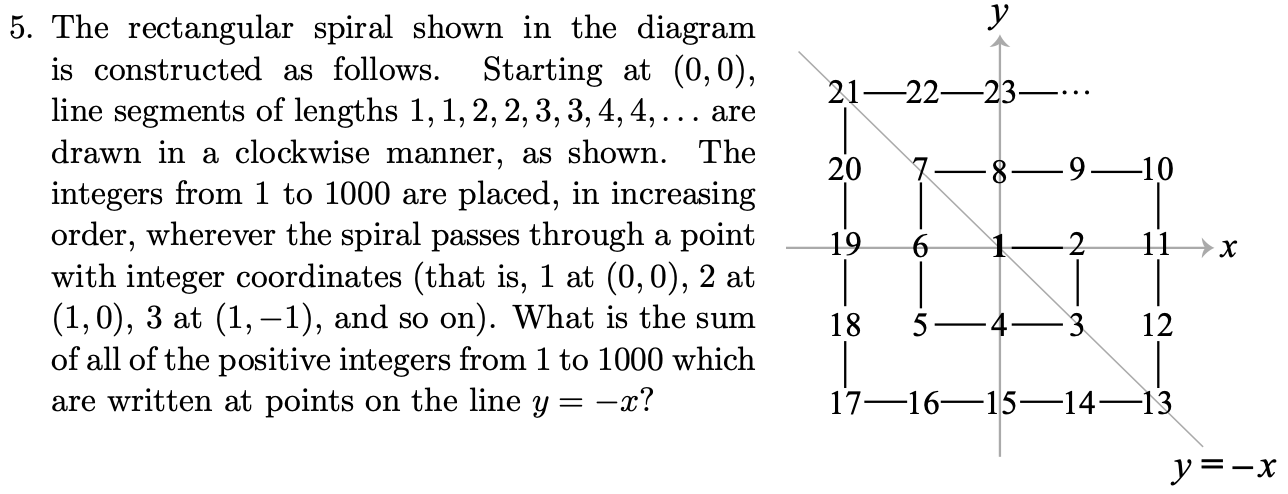 5. The rectangular spiral shown in the diagram
is constructed as follows. Starting at (0, 0),
line segments of lengths 1, 1, 2, 2, 3, 3, 4, 4, . . . are
drawn in a clockwise manner, as shown. The
integers from 1 to 1000 are placed, in increasing
order, wherever the spiral passes through a point
with integer coordinates (that is, 1 at (0, 0), 2 at
(1, 0), 3 at (1, −1), and so on). What is the sum
of all of the positive integers from 1 to 1000 which
are written at points on the line y = −x?
y
21 22 23 ...
20 7 8 9 10
19 6 1 2 11 x
18 5 4 3 12
17 16 15 14 13
y = −x